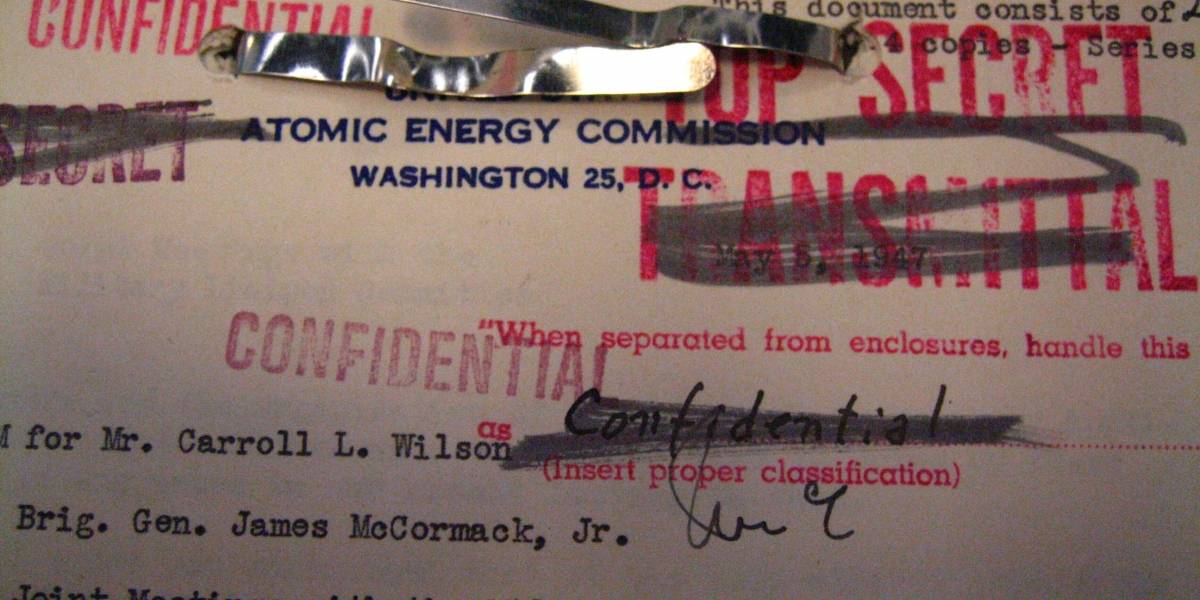 This document consists of
CONFIDENTIAL
4 copies - Series
TOP SECRET
SECRET
ATOMIC ENERGY COMMISSION
WASHINGTON 25, D. C.
TRANSMITTAL
May 5, 1947
CONFIDENTIAL
"When separated from enclosures, handle this
as Confidential
(Insert proper classification)
for Mr. Carroll L. Wilson
Brig. Gen. James McCormack, Jr.
Joint